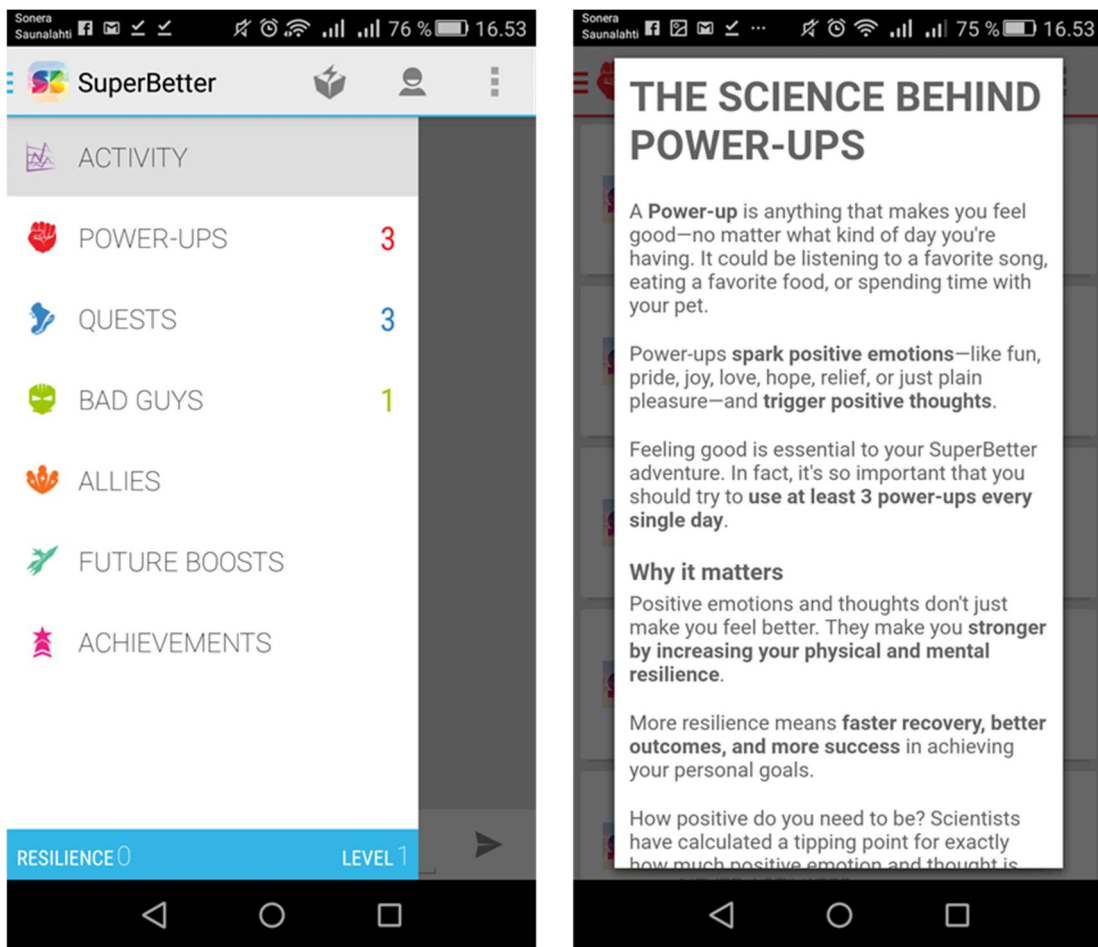 Sonera
Saunalahti
76 %
16.53
SuperBetter
ACTIVITY
POWER-UPS 3
QUESTS 3
BAD GUYS 1
ALLIES
FUTURE BOOSTS
ACHIEVEMENTS
RESILIENCE 0 LEVEL 1
Sonera
Saunalahti
75 %
16.53
THE SCIENCE BEHIND
POWER-UPS
A Power-up is anything that makes you feel
good—no matter what kind of day you're
having. It could be listening to a favorite song,
eating a favorite food, or spending time with
your pet.
Power-ups spark positive emotions—like fun,
pride, joy, love, hope, relief, or just plain
pleasure—and trigger positive thoughts.
Feeling good is essential to your SuperBetter
adventure. In fact, it's so important that you
should try to use at least 3 power-ups every
single day.
Why it matters
Positive emotions and thoughts don't just
make you feel better. They make you stronger
by increasing your physical and mental
resilience.
More resilience means faster recovery, better
outcomes, and more success in achieving
your personal goals.
How positive do you need to be? Scientists
have calculated a tipping point for exactly
how much positive emotion and thought is